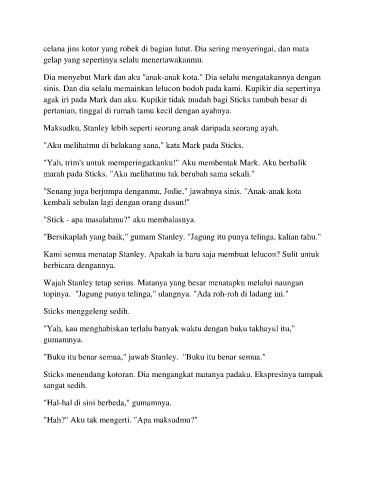 celana jins kotor yang robek di bagian lutut. Dia sering menyeringai, dan mata
gelap yang sepertinya selalu menertawakanmu.
Dia menyebut Mark dan aku "anak-anak kota." Dia selalu mengatakannya dengan
sinis. Dan dia selalu memainkan lelucon bodoh pada kami. Kupikir dia sepertinya
agak iri pada Mark dan aku. Kupikir tidak mudah bagi Sticks tumbuh besar di
pertanian, tinggal di rumah tamu kecil dengan ayahnya.
Maksudku, Stanley lebih seperti seorang anak daripada seorang ayah.
"Aku melihatmu di belakang sana," kata Mark pada Sticks.
"Yah, trim's untuk memperingatkanku!" Aku membentak Mark. Aku berbalik
marah pada Sticks. "Aku melihatmu tak berubah sama sekali."
"Senang juga berjumpa denganmu, Jodie," jawabnya sinis. "Anak-anak kota
kembali sebulan lagi dengan orang dusun!"
"Stick - apa masalahmu?" aku membalasnya.
"Bersikaplah yang baik," gumam Stanley. "Jagung itu punya telinga, kalian tahu."
Kami semua menatap Stanley. Apakah ia baru saja membuat lelucon? Sulit untuk
berbicara dengannya.
Wajah Stanley tetap serius. Matanya yang besar menatapku melalui naungan
topinya.  "Jagung punya telinga," ulangnya. "Ada roh-roh di ladang ini."
Sticks menggeleng sedih.
"Yah, kau menghabiskan terlalu banyak waktu dengan buku takhayul itu,"
gumamnya.
"Buku itu benar semua," jawab Stanley.  "Buku itu benar semua."
Sticks menendang kotoran. Dia mengangkat matanya padaku. Ekspresinya tampak
sangat sedih.
"Hal-hal di sini berbeda," gumamnya.
"Hah?" Aku tak mengerti. "Apa maksudmu?"